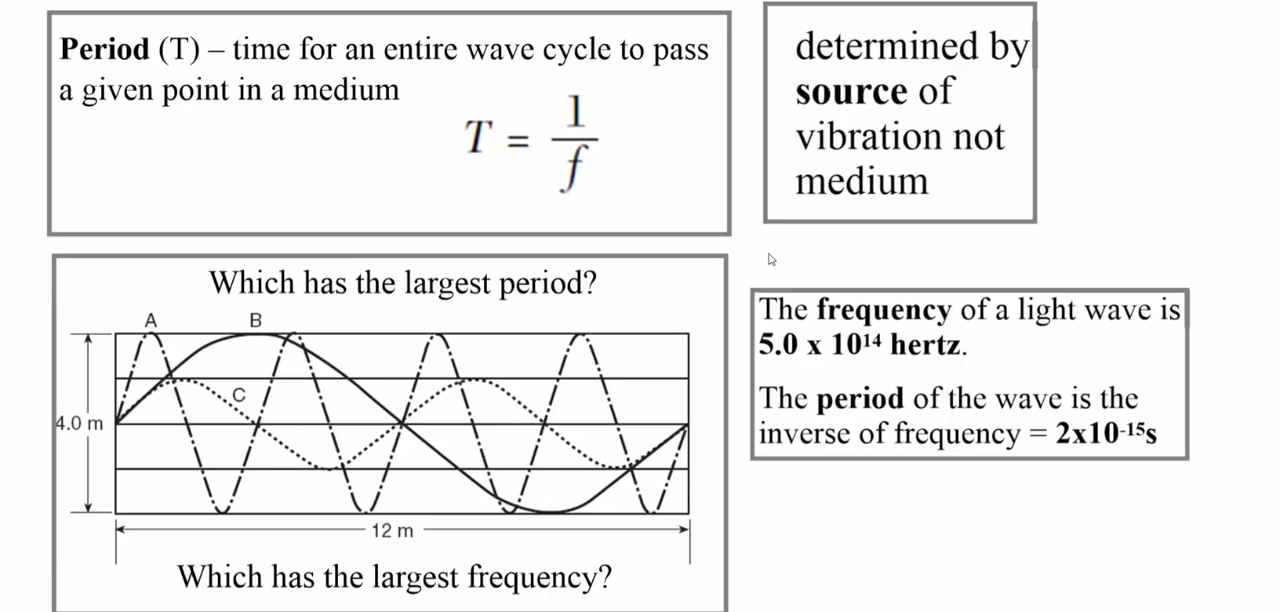 Period (T) – time for an entire wave cycle to pass
a given point in a medium
T = 1/f
determined by
source of
vibration not
medium
Which has the largest period?
A
B
C
4.0 m
12 m
Which has the largest frequency?
The frequency of a light wave is
5.0 x 10¹⁴ hertz.
The period of the wave is the
inverse of frequency = 2x10⁻¹⁵s